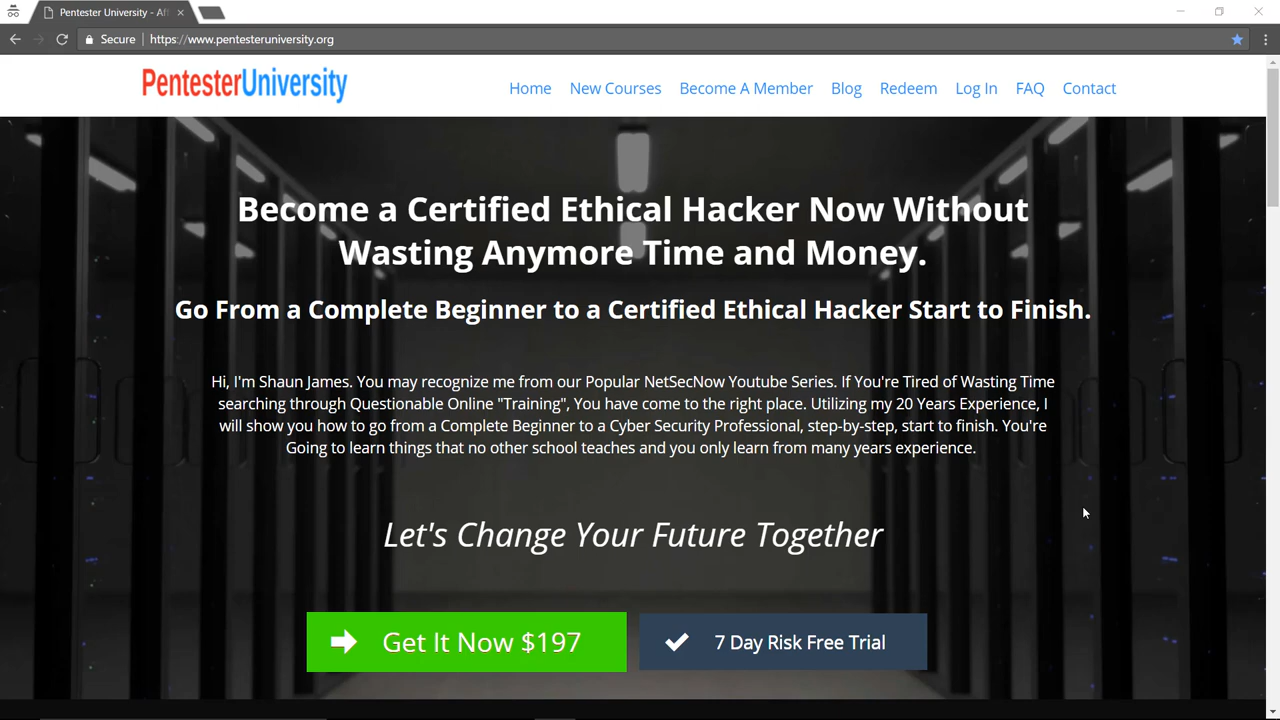 Pentester University - Aff
Secure https://www.pentesteruniversity.org
PentesterUniversity
Home New Courses Become A Member Blog Redeem Log In FAQ Contact
Become a Certified Ethical Hacker Now Without
Wasting Anymore Time and Money.
Go From a Complete Beginner to a Certified Ethical Hacker Start to Finish.
Hi, I'm Shaun James. You may recognize me from our Popular NetSecNow Youtube Series. If You're Tired of Wasting Time
searching through Questionable Online "Training", You have come to the right place. Utilizing my 20 Years Experience, I
will show you how to go from a Complete Beginner to a Cyber Security Professional, step-by-step, start to finish. You're
Going to learn things that no other school teaches and you only learn from many years experience.
Let's Change Your Future Together
Get It Now $197
7 Day Risk Free Trial